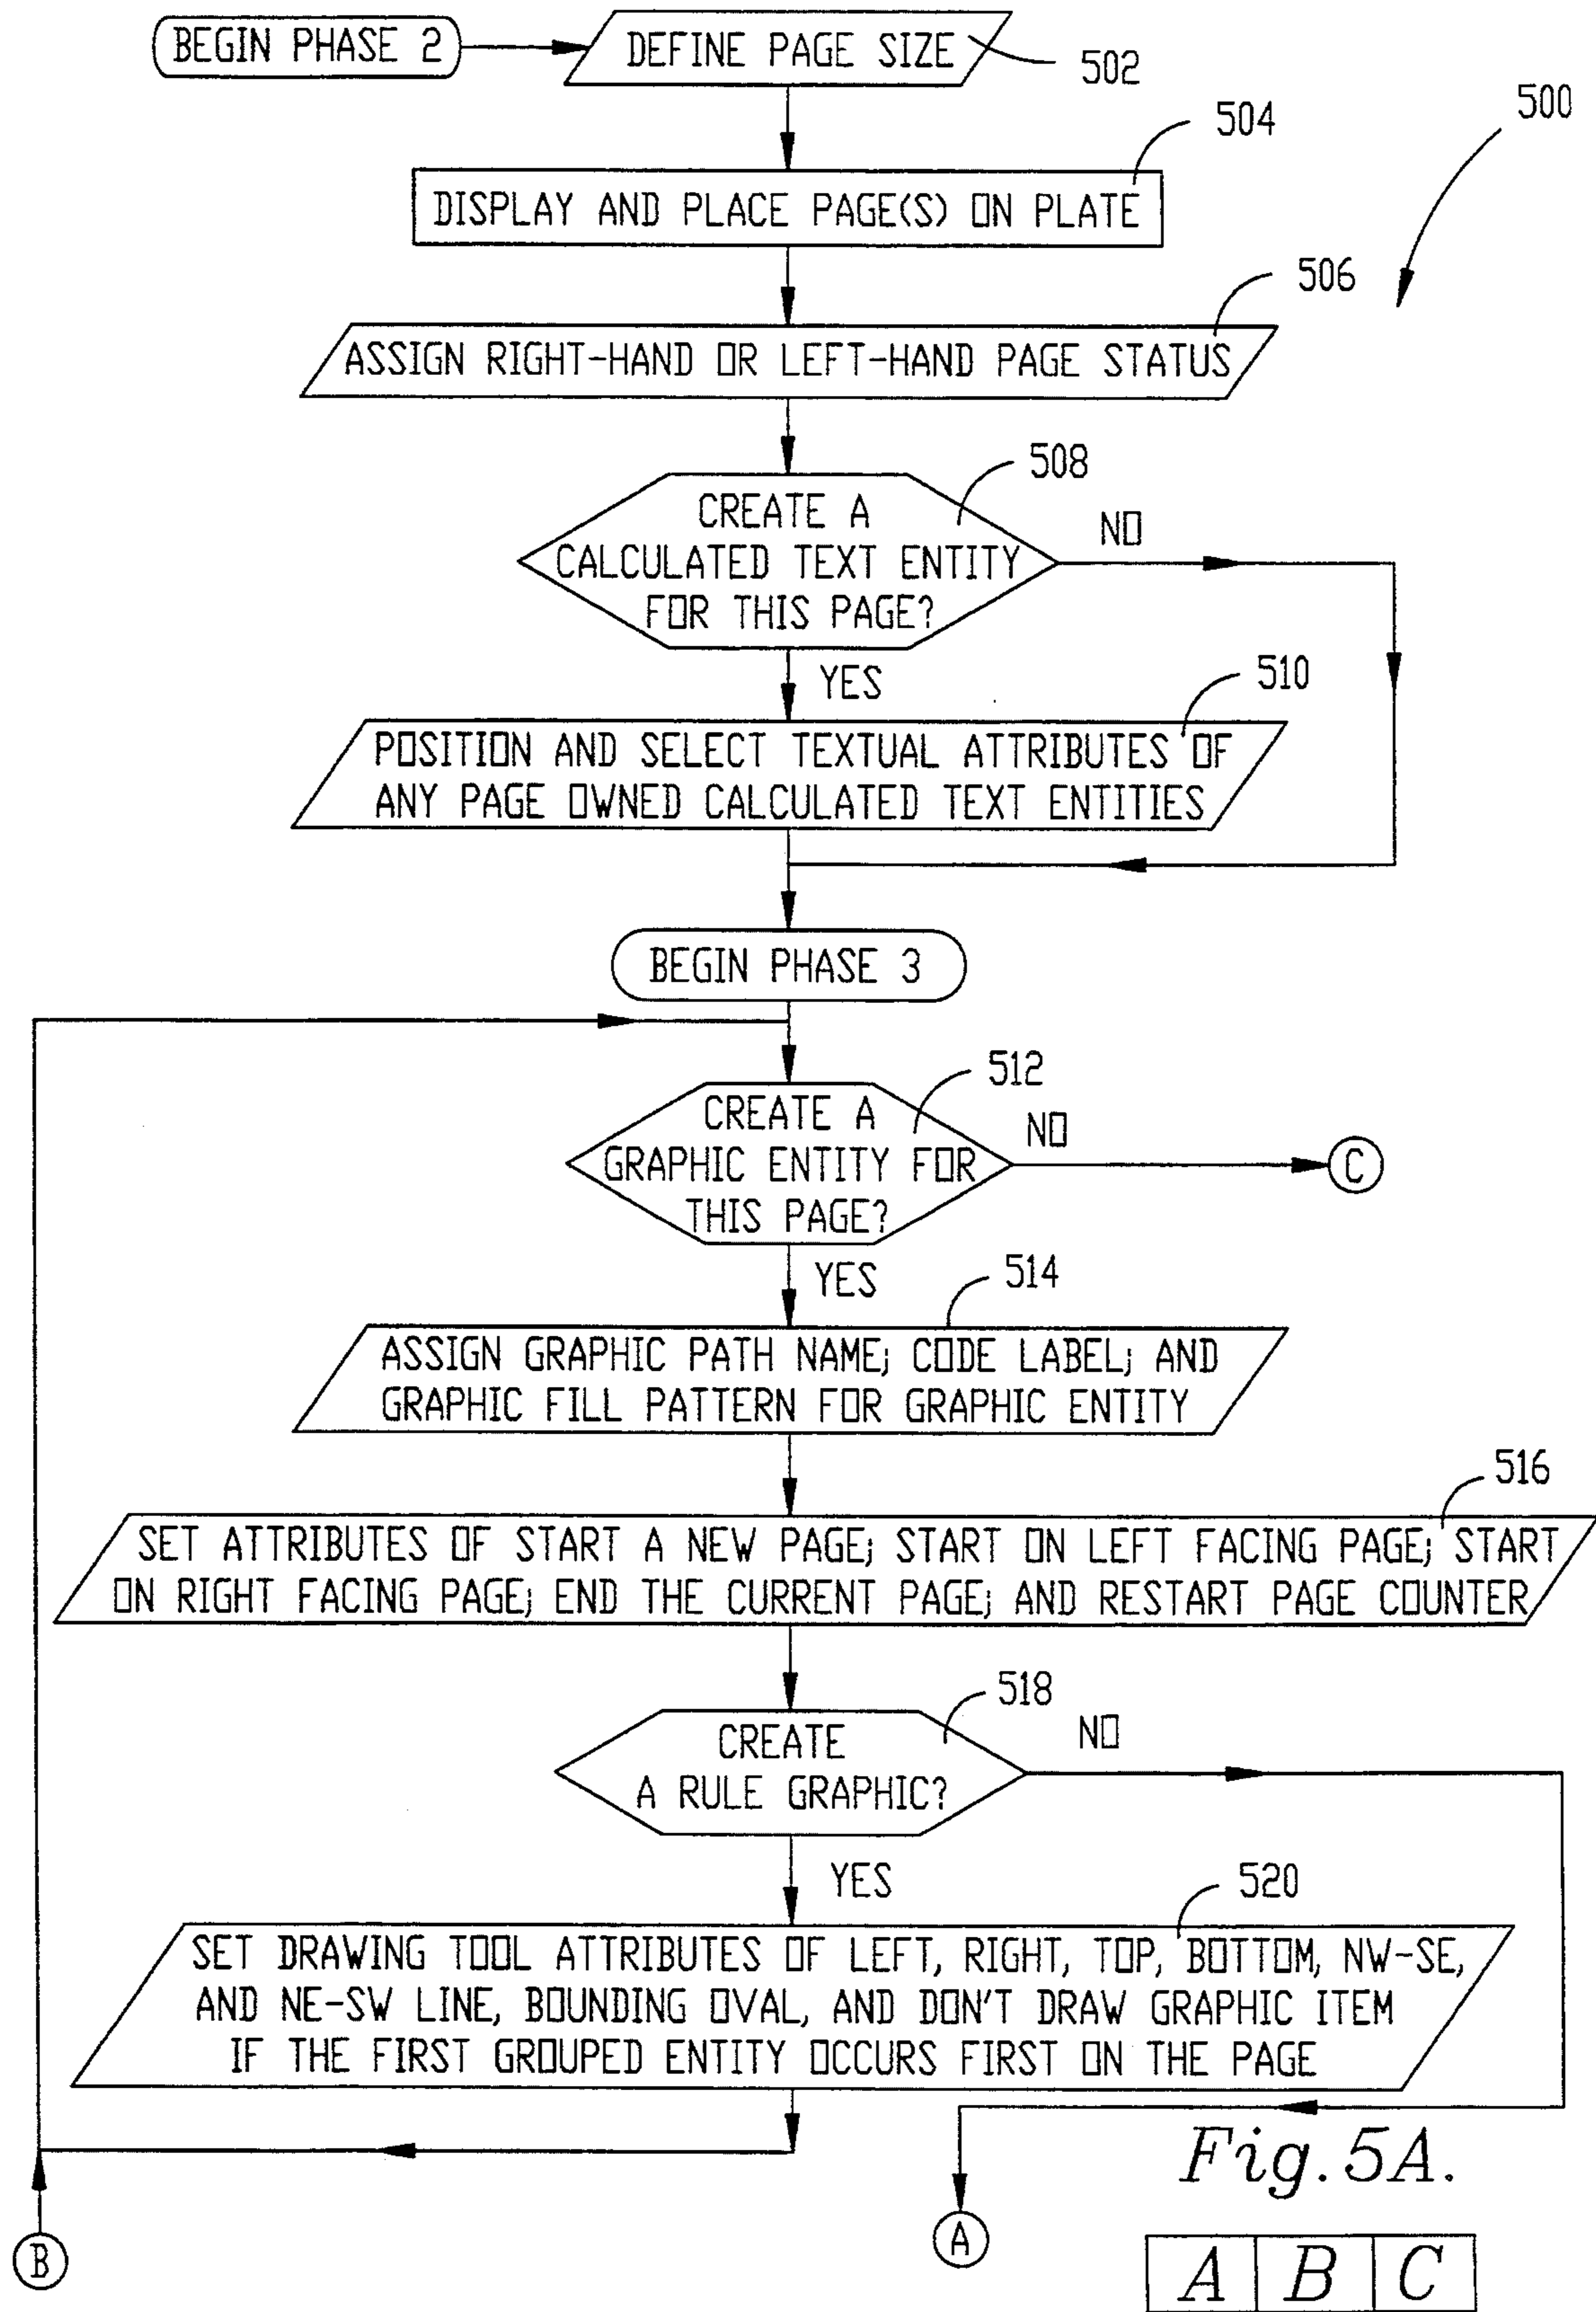 BEGIN PHASE 2
DEFINE PAGE SIZE
502
500
504
DISPLAY AND PLACE PAGE(S) ON PLATE
506
ASSIGN RIGHT-HAND OR LEFT-HAND PAGE STATUS
508
CREATE A
CALCULATED TEXT ENTITY
FOR THIS PAGE?
NO
YES
510
POSITION AND SELECT TEXTUAL ATTRIBUTES OF
ANY PAGE OWNED CALCULATED TEXT ENTITIES
BEGIN PHASE 3
512
CREATE A
GRAPHIC ENTITY FOR
THIS PAGE?
NO
C
YES
514
ASSIGN GRAPHIC PATH NAME; CODE LABEL; AND
GRAPHIC FILL PATTERN FOR GRAPHIC ENTITY
516
SET ATTRIBUTES OF START A NEW PAGE; START ON LEFT FACING PAGE; START
ON RIGHT FACING PAGE; END THE CURRENT PAGE; AND RESTART PAGE COUNTER
518
CREATE
A RULE GRAPHIC?
NO
YES
520
SET DRAWING TOOL ATTRIBUTES OF LEFT, RIGHT, TOP, BOTTOM, NW-SE,
AND NE-SW LINE, BOUNDING OVAL, AND DON'T DRAW GRAPHIC ITEM
IF THE FIRST GROUPED ENTITY OCCURS FIRST ON THE PAGE
Fig. 5A.
B
A
A B C